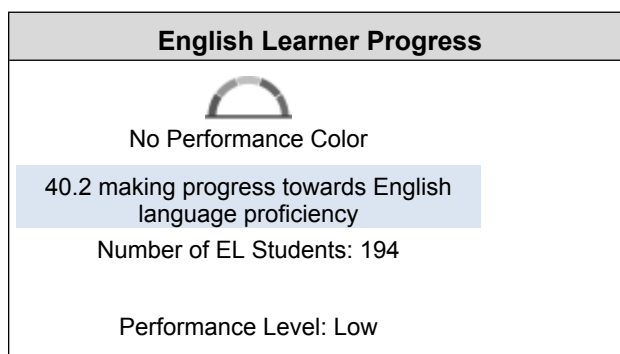 English Learner Progress
No Performance Color
40.2 making progress towards English
language proficiency
Number of EL Students: 194
Performance Level: Low